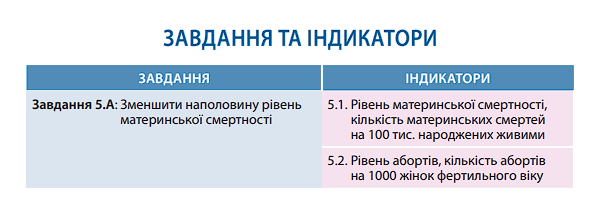 ЗАВДАННЯ ТА ІНДИКАТОРИ
ЗАВДАННЯ
ІНДИКАТОРИ
Завдання 5.А: Зменшити наполовину рівень
материнської смертності
5.1. Рівень материнської смертності,
кількість материнських смертей
на 100 тис. народжених живими
5.2. Рівень абортів, кількість абортів
на 1000 жінок фертильного віку